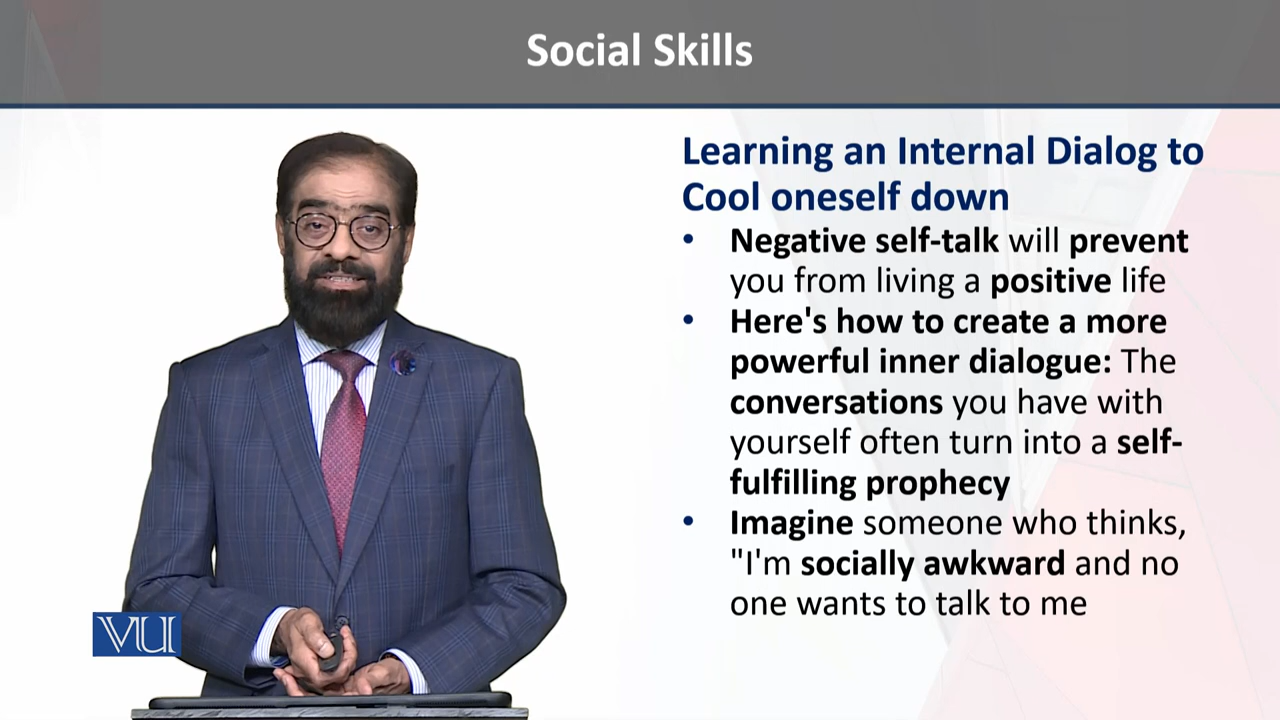 Social Skills
Learning an Internal Dialog to
Cool oneself down
• Negative self-talk will prevent
you from living a positive life
• Here's how to create a more
powerful inner dialogue: The
conversations you have with
yourself often turn into a self-
fulfilling prophecy
• Imagine someone who thinks,
"I'm socially awkward and no
one wants to talk to me
VU